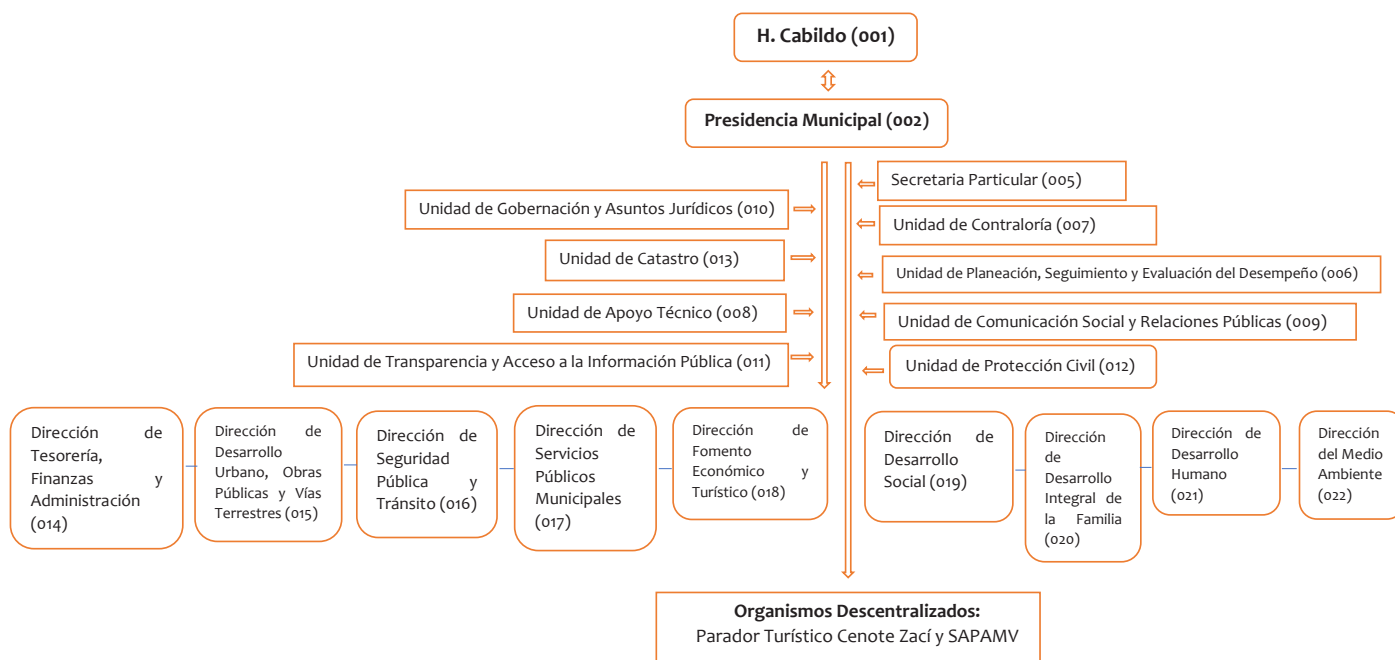 H. Cabildo (001)
Presidencia Municipal (002)
Secretaria Particular (005)
Unidad de Gobernación y Asuntos Jurídicos (010)
Unidad de Contraloría (007)
Unidad de Catastro (013)
Unidad de Planeación, Seguimiento y Evaluación del Desempeño (006)
Unidad de Apoyo Técnico (008)
Unidad de Comunicación Social y Relaciones Públicas (009)
Unidad de Transparencia y Acceso a la Información Pública (011)
Unidad de Protección Civil (012)
Dirección de
Tesorería,
Finanzas y
Administración
(014)
Dirección de
Desarrollo
Urbano, Obras
Públicas y Vías
Terrestres (015)
Dirección de
Seguridad
Pública y
Tránsito (016)
Dirección de
Servicios
Públicos
Municipales
(017)
Dirección de
Fomento
Económico y
Turístico (018)
Dirección de
Desarrollo
Social (019)
Dirección
de
Desarrollo
Integral de
la Familia
(020)
Dirección de
Desarrollo
Humano
(021)
Dirección
del Medio
Ambiente
(022)
Organismos Descentralizados:
Parador Turístico Cenote Zací y SAPAMV